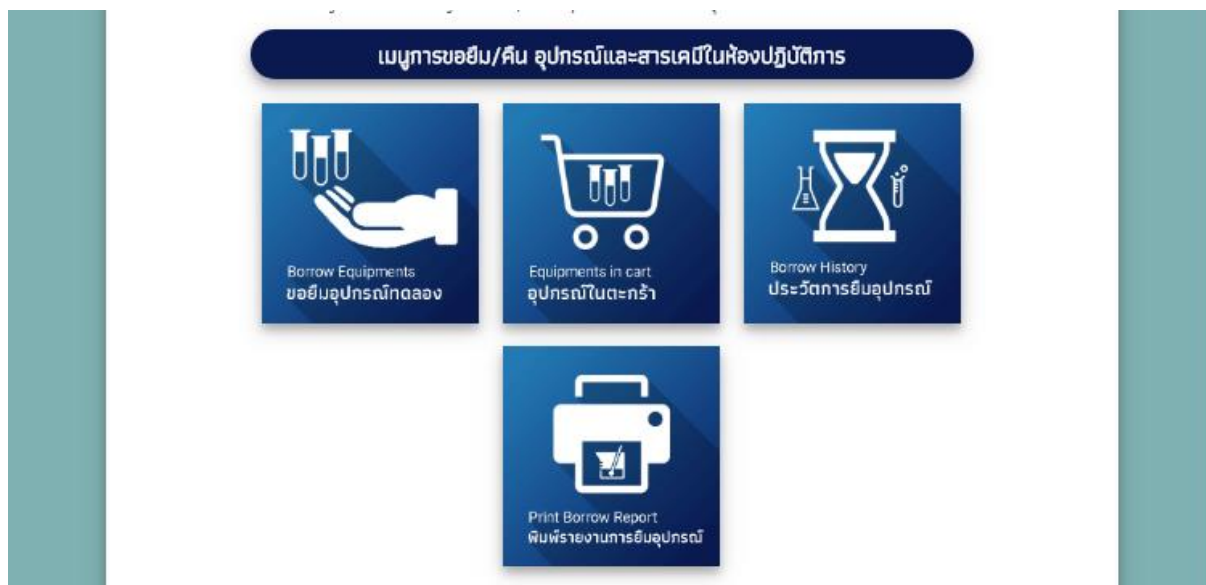 เมนูการขอยืม/คืน อุปกรณ์และสารเคมีในห้องปฏิบัติการ
Borrow Equipments
ขอยืมอุปกรณ์ทดลอง
Equipments in cart
อุปกรณ์ในตะกร้า
Borrow History
ประวัตการยืมอุปกรณ์
Print Borrow Report
พิมพ์รายงานการยืมอุปกรณ์